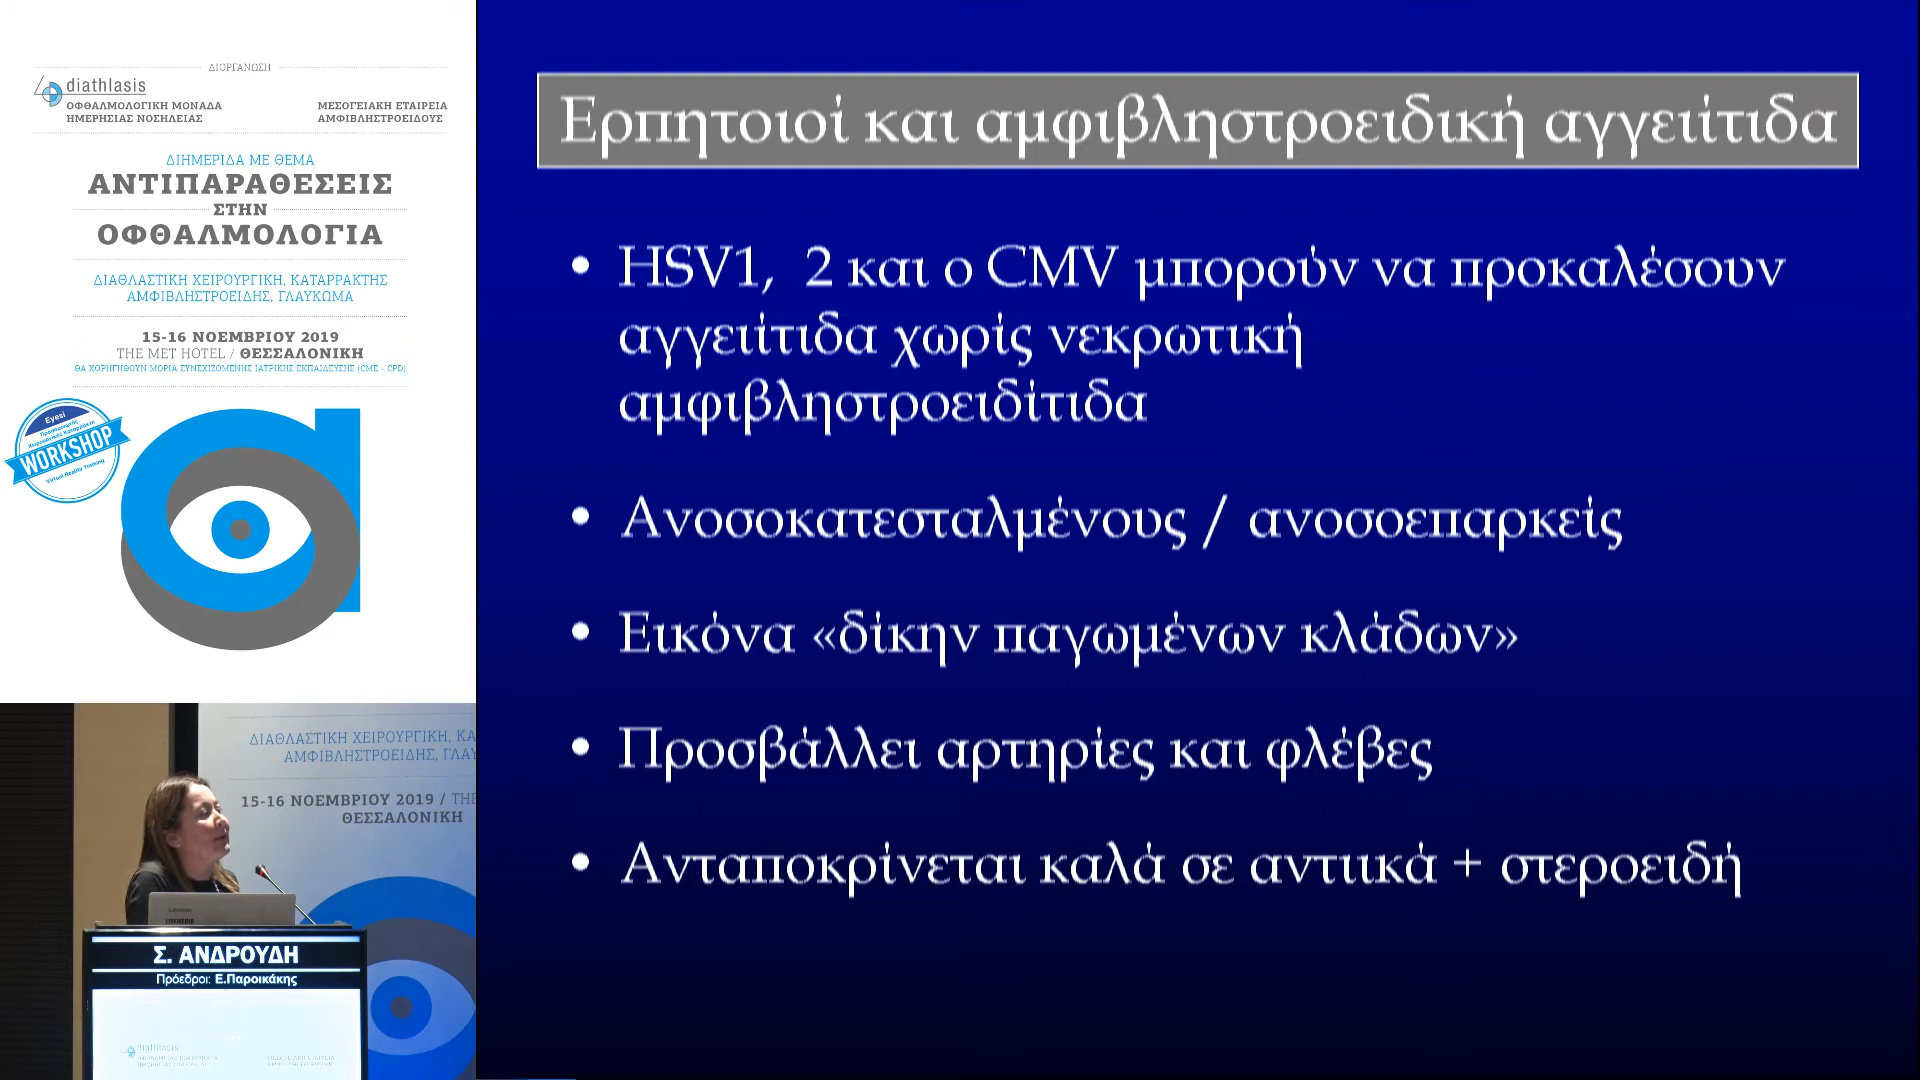 ΔΙΟΡΓΑΝΩΣΗ
diathlasis
ΟΦΘΑΛΜΟΛΟΓΙΚΗ ΜΟΝΑΔΑ
ΗΜΕΡΗΣΙΑΣ ΝΟΣΗΛΕΙΑΣ
ΜΕΣΟΓΕΙΑΚΗ ΕΤΑΙΡΕΙΑ
ΑΜΦΙΒΛΗΣΤΡΟΕΙΔΟΥΣ
ΔΙΗΜΕΡΙΔΑ ΜΕ ΘΕΜΑ
ΑΝΤΙΠΑΡΑΘΕΣΕΙΣ
ΣΤΗΝ
ΟΦΘΑΛΜΟΛΟΓΙΑ
ΔΙΑΘΛΑΣΤΙΚΗ ΧΕΙΡΟΥΡΓΙΚΗ, ΚΑΤΑΡΡΑΚΤΗΣ
ΑΜΦΙΒΛΗΣΤΡΟΕΙΔΗΣ, ΓΛΑΥΚΩΜΑ
15-16 ΝΟΕΜΒΡΙΟΥ 2019
THE MET HOTEL / ΘΕΣΣΑΛΟΝΙΚΗ
ΘΑ ΧΟΡΗΓΗΘΟΥΝ ΜΟΡΙΑ ΣΥΝΕΧΙΖΟΜΕΝΗΣ ΙΑΤΡΙΚΗΣ ΕΚΠΑΙΔΕΥΣΗΣ (CME - CPD)
Eyesi
WORKSHOP
Virtual Reality Training
Ερπητοιοί και αμφιβληστροειδική αγγειίτιδα
• HSV1, 2 και ο CMV μπορούν να προκαλέσουν
αγγειίτιδα χωρίς νεκρωτική
αμφιβληστροειδίτιδα
• Ανοσοκατεσταλμένους / ανοσοεπαρκείς
• Εικόνα «δίκην παγωμένων κλάδων»
• Προσβάλλει αρτηρίες και φλέβες
• Ανταποκρίνεται καλά σε αντιικά + στεροειδή
ΔΙΑΘΛΑΣΤΙΚΗ ΧΕΙΡΟΥΡΓΙΚΗ, ΚΑ
ΑΜΦΙΒΛΗΣΤΡΟΕΙΔΗΣ, ΓΛΑΥ
15-16 ΝΟΕΜΒΡΙΟΥ 2019 / THE
ΘΕΣΣΑΛΟΝΙΚΗ
Σ. ΑΝΔΡΟΥΔΗ
Πρόεδροι: Ε.Παροικάκης
diathlasis